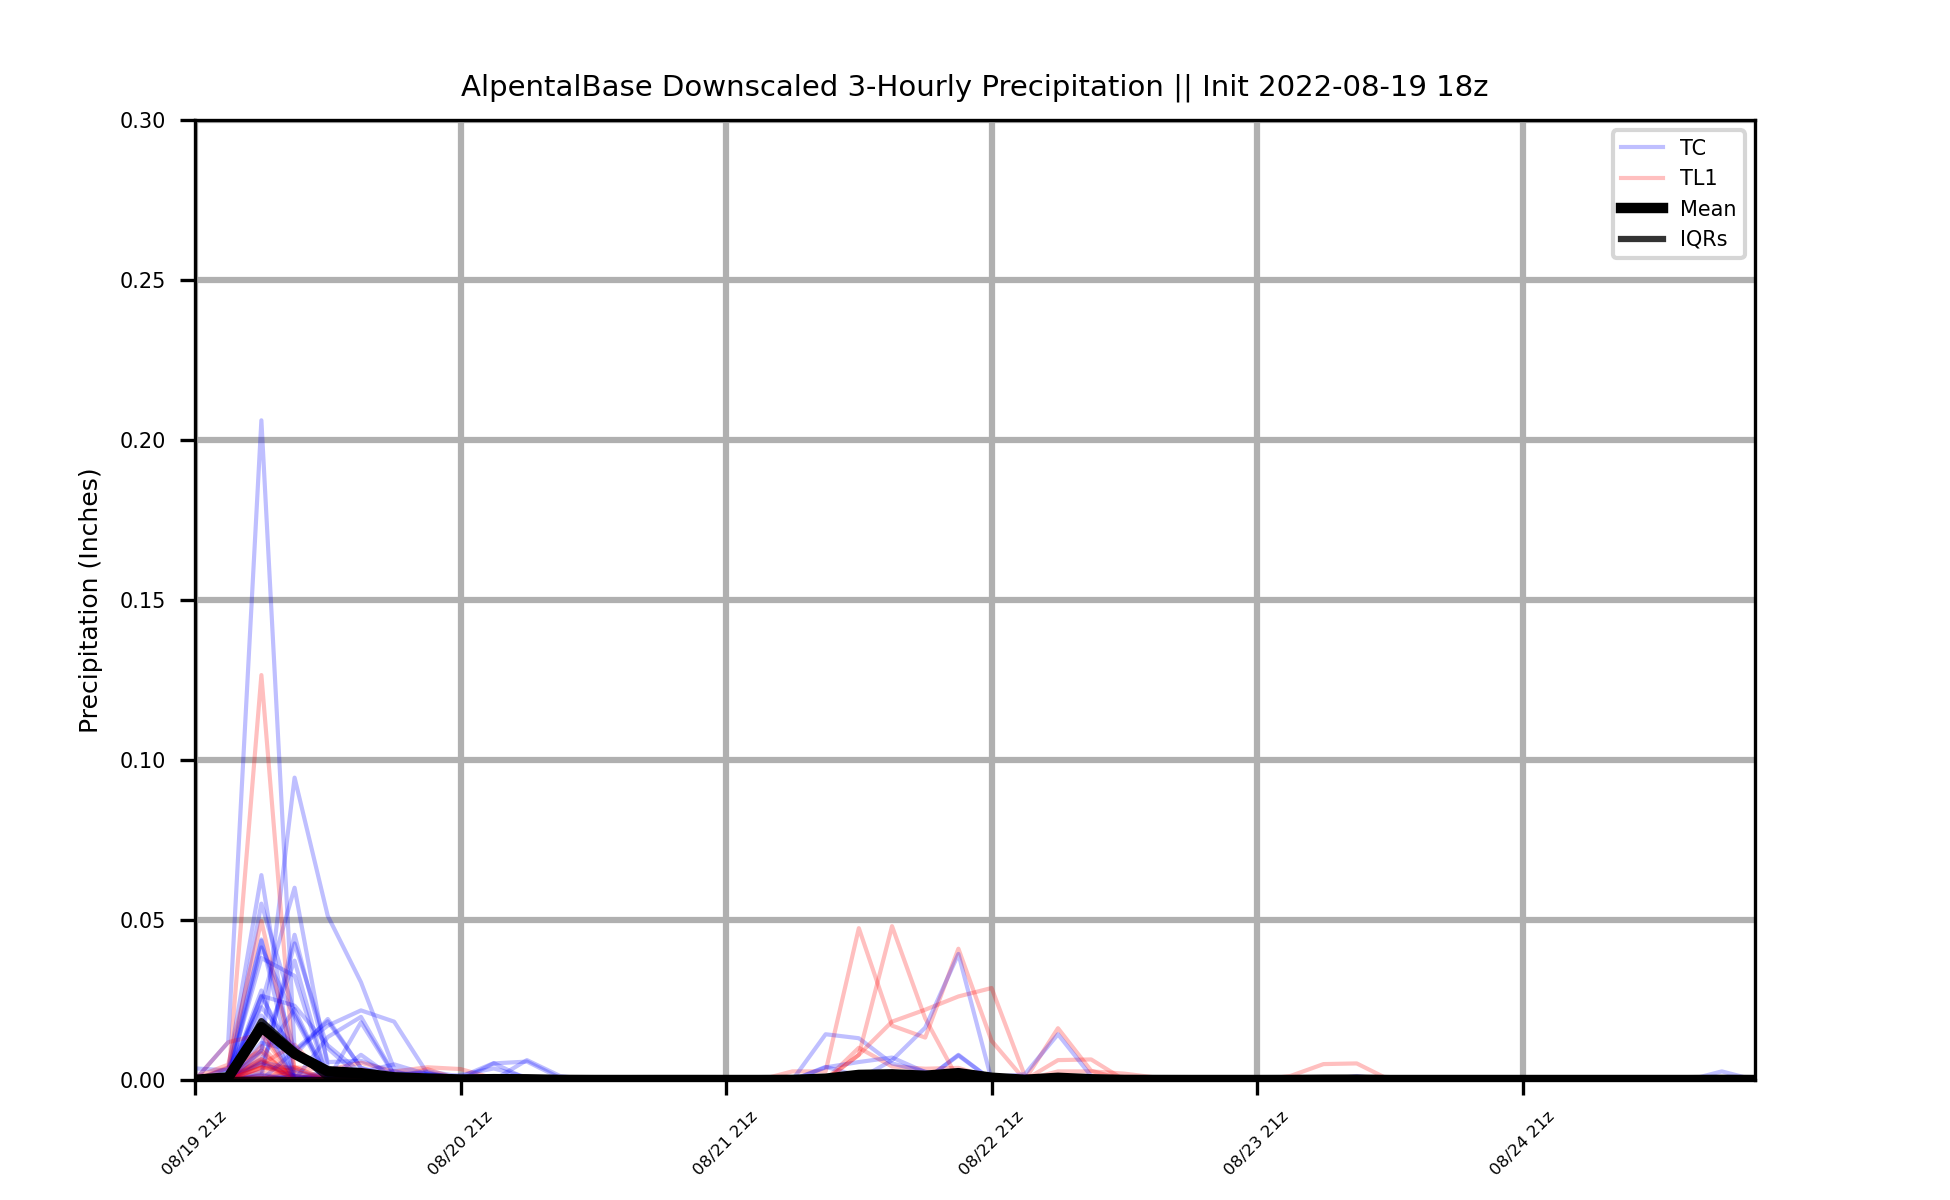 AlpentalBase Downscaled 3-Hourly Precipitation || Init 2022-08-19 18z
Precipitation (Inches)
0.30
0.25
0.20
0.15
0.10
0.05
0.00
TC
TL1
Mean
IQRs
08/19 21z
08/20 21z
08/21 21z
08/22 21z
08/23 21z
08/24 21z